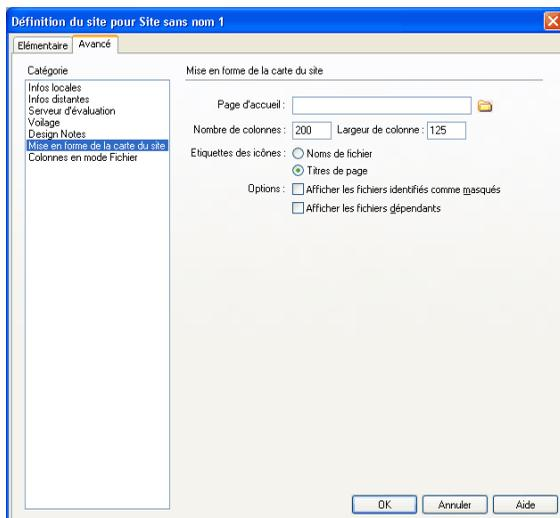 Définition du site pour Site sans nom 1
Elémentaire Avancé
Catégorie
Infos locales
Infos distantes
Serveur d'évaluation
Voilage
Design Notes
Mise en forme de la carte du site
Colonnes en mode Fichier
Mise en forme de la carte du site
Page d'accueil :
Nombre de colonnes : 200 Largeur de colonne : 125
Etiquettes des icônes : Noms de fichier
Titres de page
Options : Afficher les fichiers identifiés comme masqués
Afficher les fichiers dépendants
OK Annuler Aide